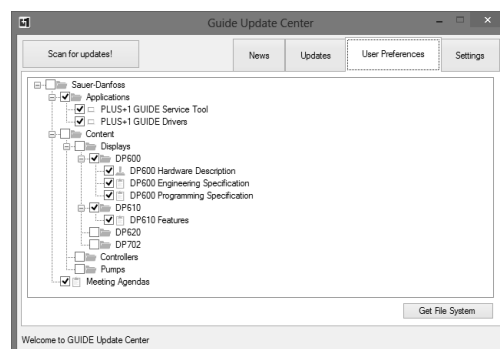 Guide Update Center
Scan for updates!
News
Updates
User Preferences
Settings
Sauer-Danfoss
Applications
PLUS+1 GUIDE Service Tool
PLUS+1 GUIDE Drivers
Content
Displays
DP600
DP600 Hardware Description
DP600 Engineering Specification
DP600 Programming Specification
DP610
DP610 Features
DP620
DP702
Controllers
Pumps
Meeting Agendas
Get File System
Welcome to GUIDE Update Center